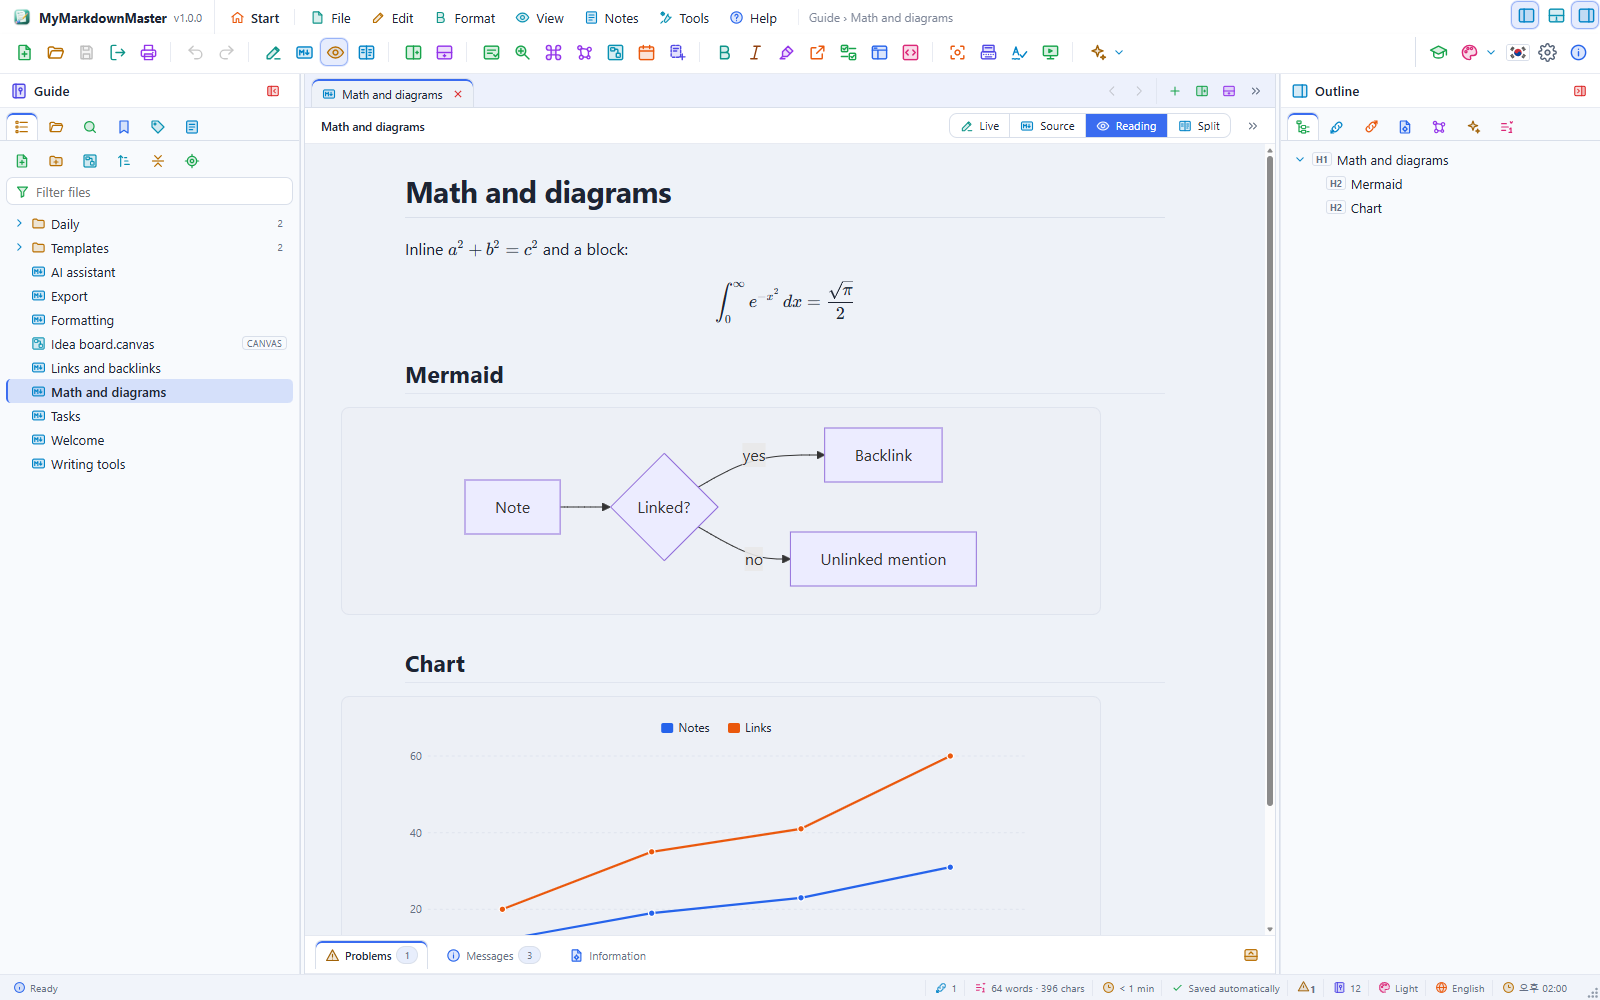 MyMarkdownMaster v1.0.0 Start File Edit Format View Notes Tools Help Guide › Math and diagrams
Guide
Filter files
Daily 2
Templates 2
AI assistant
Export
Formatting
Idea board.canvas CANVAS
Links and backlinks
Math and diagrams
Tasks
Welcome
Writing tools
Math and diagrams
Math and diagrams
Live Source Reading Split
Math and diagrams
Inline a² + b² = c² and a block:
∫₀^∞ e^(−x²) dx = √π / 2
Mermaid
Note
Linked?
yes
Backlink
no
Unlinked mention
Chart
Notes Links
60
40
20
Problems 1 Messages 3 Information
Outline
H1 Math and diagrams
H2 Mermaid
H2 Chart
Ready
1 64 words · 396 chars < 1 min Saved automatically 1 12 Light English 오후 02:00